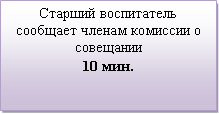 Старший воспитатель
сообщает членам комиссии о
совещании
10 мин.